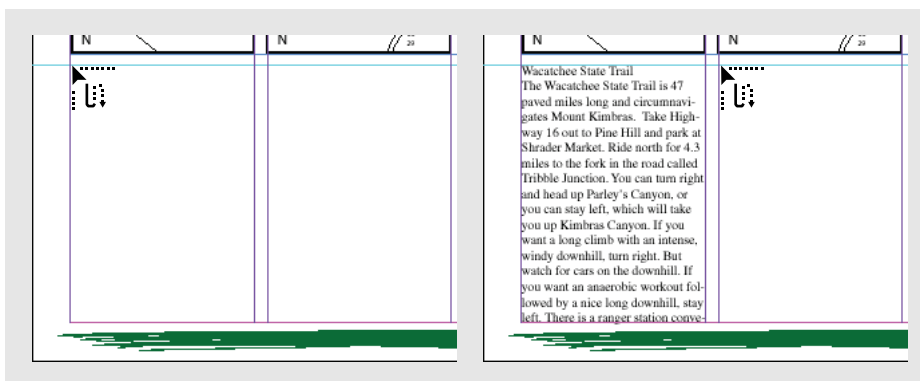 N
N
N
N
29
29
Wacatchee State Trail
The Wacatchee State Trail is 47
paved miles long and circumnavi-
gates Mount Kimbras.  Take High-
way 16 out to Pine Hill and park at
Shrader Market. Ride north for 4.3
miles to the fork in the road called
Tribble Junction. You can turn right
and head up Parley's Canyon, or
you can stay left, which will take
you up Kimbras Canyon. If you
want a long climb with an intense,
windy downhill, turn right. But
watch for cars on the downhill. If
you want an anaerobic workout fol-
lowed by a nice long downhill, stay
left. There is a ranger station conve-